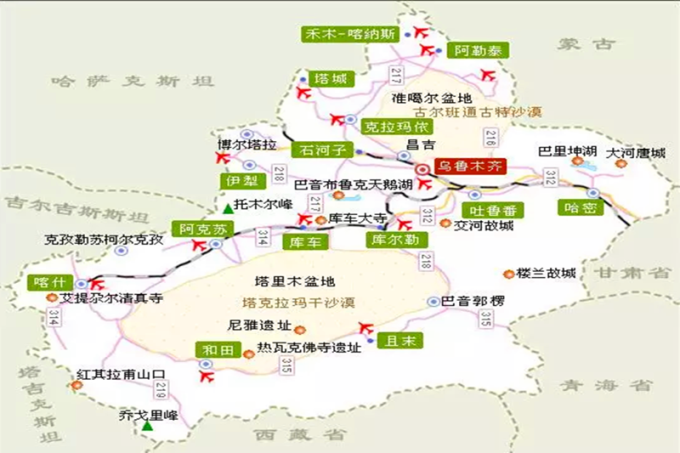 禾木-喀纳斯
阿勒泰
蒙古
哈萨克斯坦
塔城
217
准噶尔盆地
古尔班通古特沙漠
克拉玛依
216
博尔塔拉
石河子
昌吉
乌鲁木齐
巴里坤湖
大河唐城
伊犁
218
巴音布鲁克天鹅湖
312
托木尔峰
217
库车大寺
312
吐鲁番
哈密
吉尔吉斯斯坦
阿克苏
314
库车
库尔勒
交河故城
克孜勒苏柯尔克孜
218
楼兰故城
甘肃省
喀什
塔里木盆地
艾提尕尔清真寺
塔克拉玛干沙漠
巴音郭楞
314
尼雅遗址
315
且末
和田
热瓦克佛寺遗址
315
塔吉克斯坦
红其拉甫山口
219
青海省
乔戈里峰
西藏省